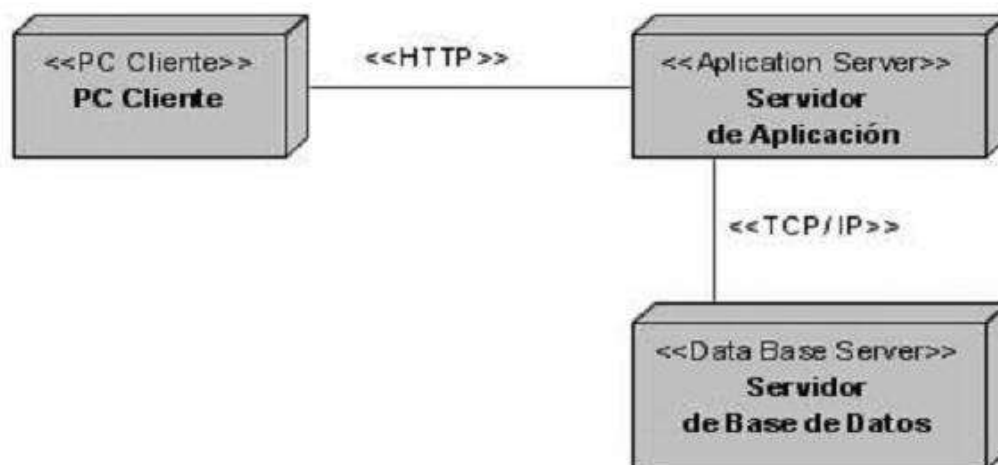 <<PC Cliente>>
PC Cliente
<<HTTP>>
<<Aplication Server>>
Servidor
de Aplicación
<<TCP/IP>>
<<Data Base Server>>
Servidor
de Base de Datos